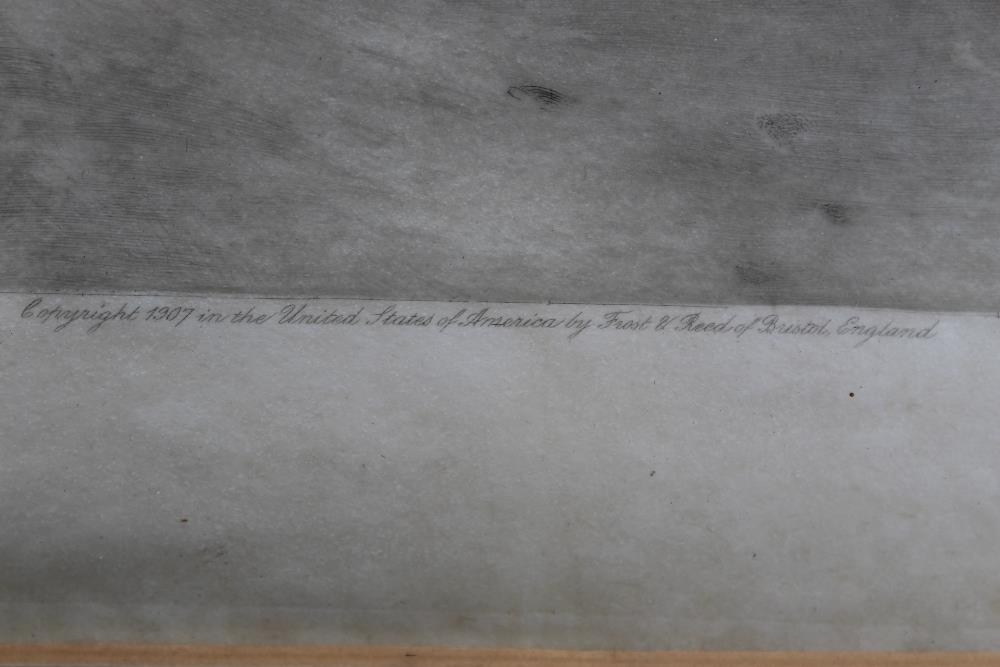 Copyright 1907 in the United States of America by Frost & Reed of Bristol, England